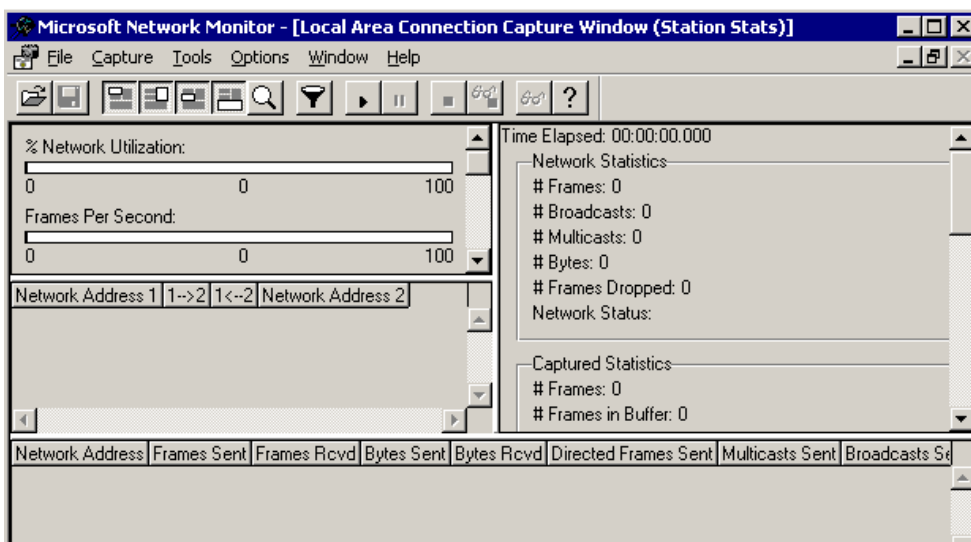 Microsoft Network Monitor - [Local Area Connection Capture Window (Station Stats)]
File Capture Tools Options Window Help
% Network Utilization:
0 0 100
Frames Per Second:
0 0 100
Network Address 1 1-->2 1<--2 Network Address 2
Time Elapsed: 00:00:00.000
Network Statistics
# Frames: 0
# Broadcasts: 0
# Multicasts: 0
# Bytes: 0
# Frames Dropped: 0
Network Status:
Captured Statistics
# Frames: 0
# Frames in Buffer: 0
Network Address Frames Sent Frames Rcvd Bytes Sent Bytes Rcvd Directed Frames Sent Multicasts Sent Broadcasts Se